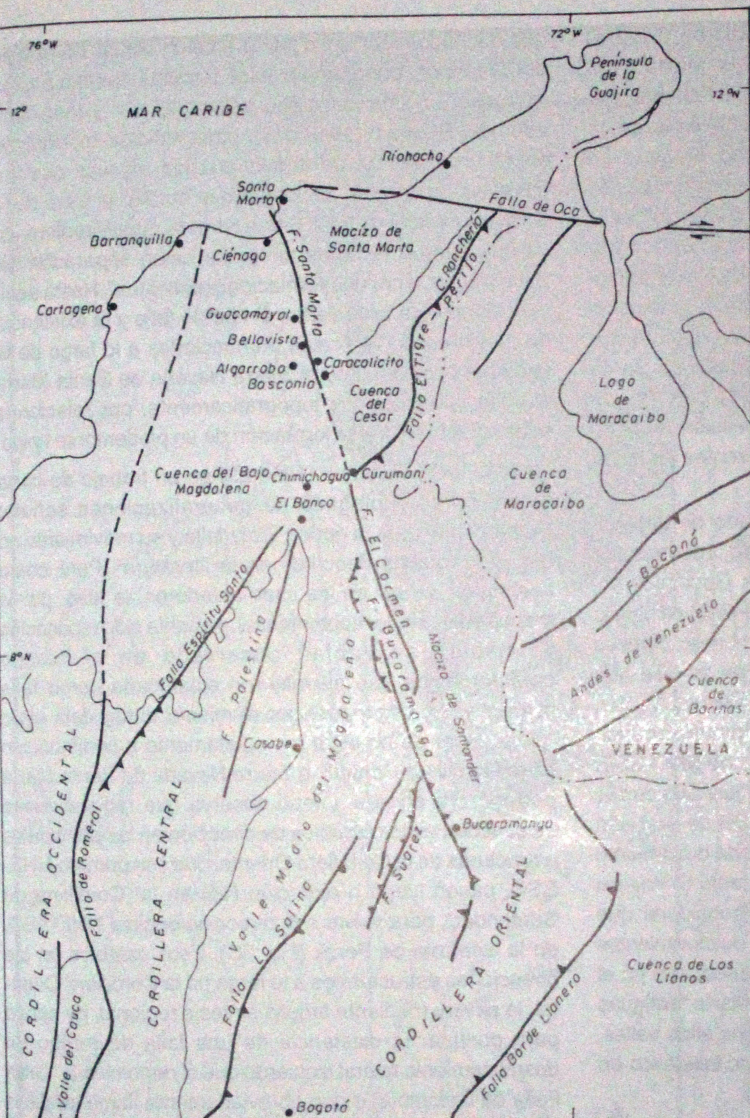 76°W
72°W
12°
12°N
MAR CARIBE
Península
de la
Guajira
Ríohacha
Santa
Marta
Falla de Oca
Barranquilla
Ciénaga
Macizo de
Santa Marta
F. Santa Marta
C. Rancheria
Perijá
Falla El Tigre
Cartagena
Guacamayal
Bellavista
Algarrobo
Caracolicito
Bosconia
Cuenca
del
Cesar
Lago
de
Maracaibo
Cuenca del Bajo
Magdalena
Chimichagua
Curumaní
El Banco
Cuenca
de
Maracaibo
F. Boconó
F. El Carmen
Bucaramanga
Falla Espiritu Santo
F. Palestina
8°N
Macizo de Santander
Andes de Venezuela
Cuenca
de
Barinas
VENEZUELA
Casabe
V. Valle Medio del Magdalena
Bucaramanga
F. Suárez
Falla La Salina
CORDILLERA OCCIDENTAL
Falla de Romeral
CORDILLERA CENTRAL
CORDILLERA ORIENTAL
Cuenca de Los
Llanos
Falla Borde Llanero
Valle del Cauca
Bogotá